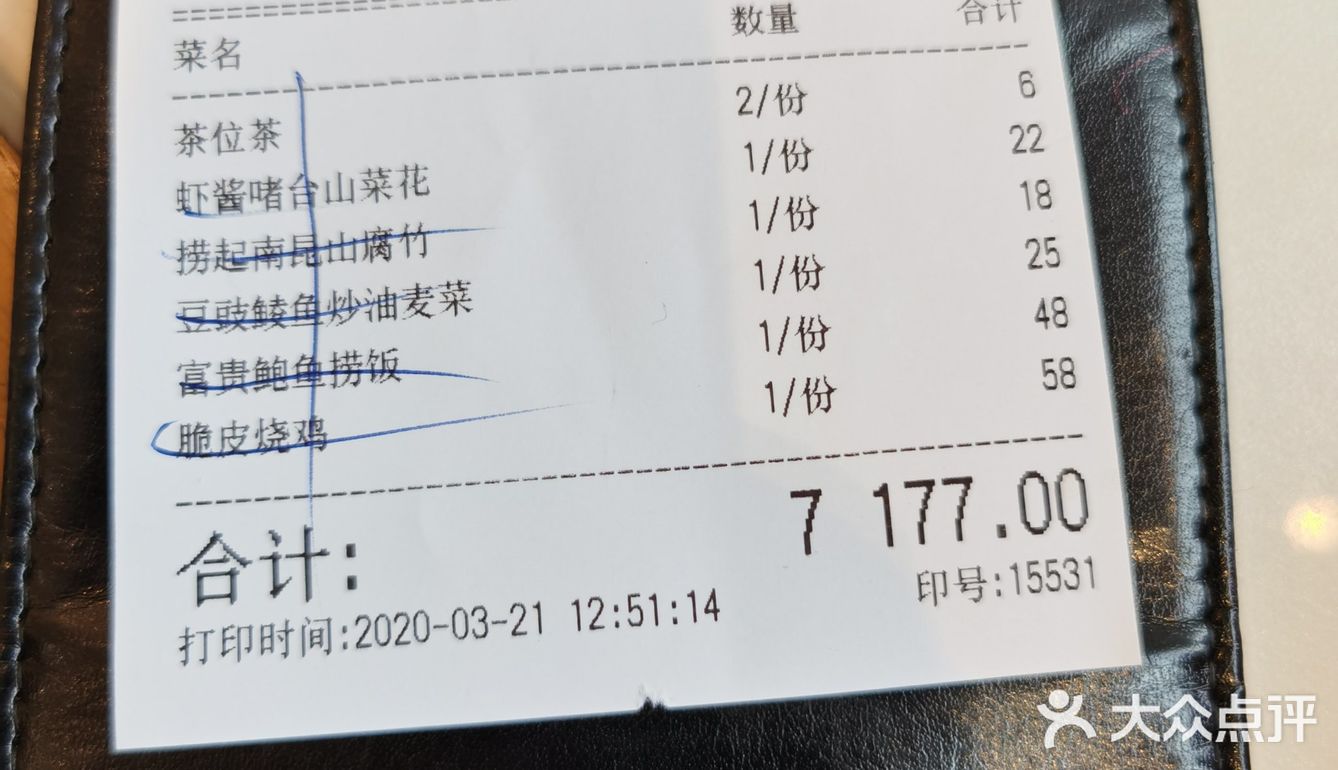 菜名 数量 合计
茶位茶 2/份 6
虾酱啫台山菜花 1/份 22
捞起南昆山腐竹 1/份 18
豆豉鲮鱼炒油麦菜 1/份 25
富贵鲍鱼捞饭 1/份 48
脆皮烧鸡 1/份 58
合计: 7 177.00
打印时间:2020-03-21 12:51:14 印号:15531
大众点评